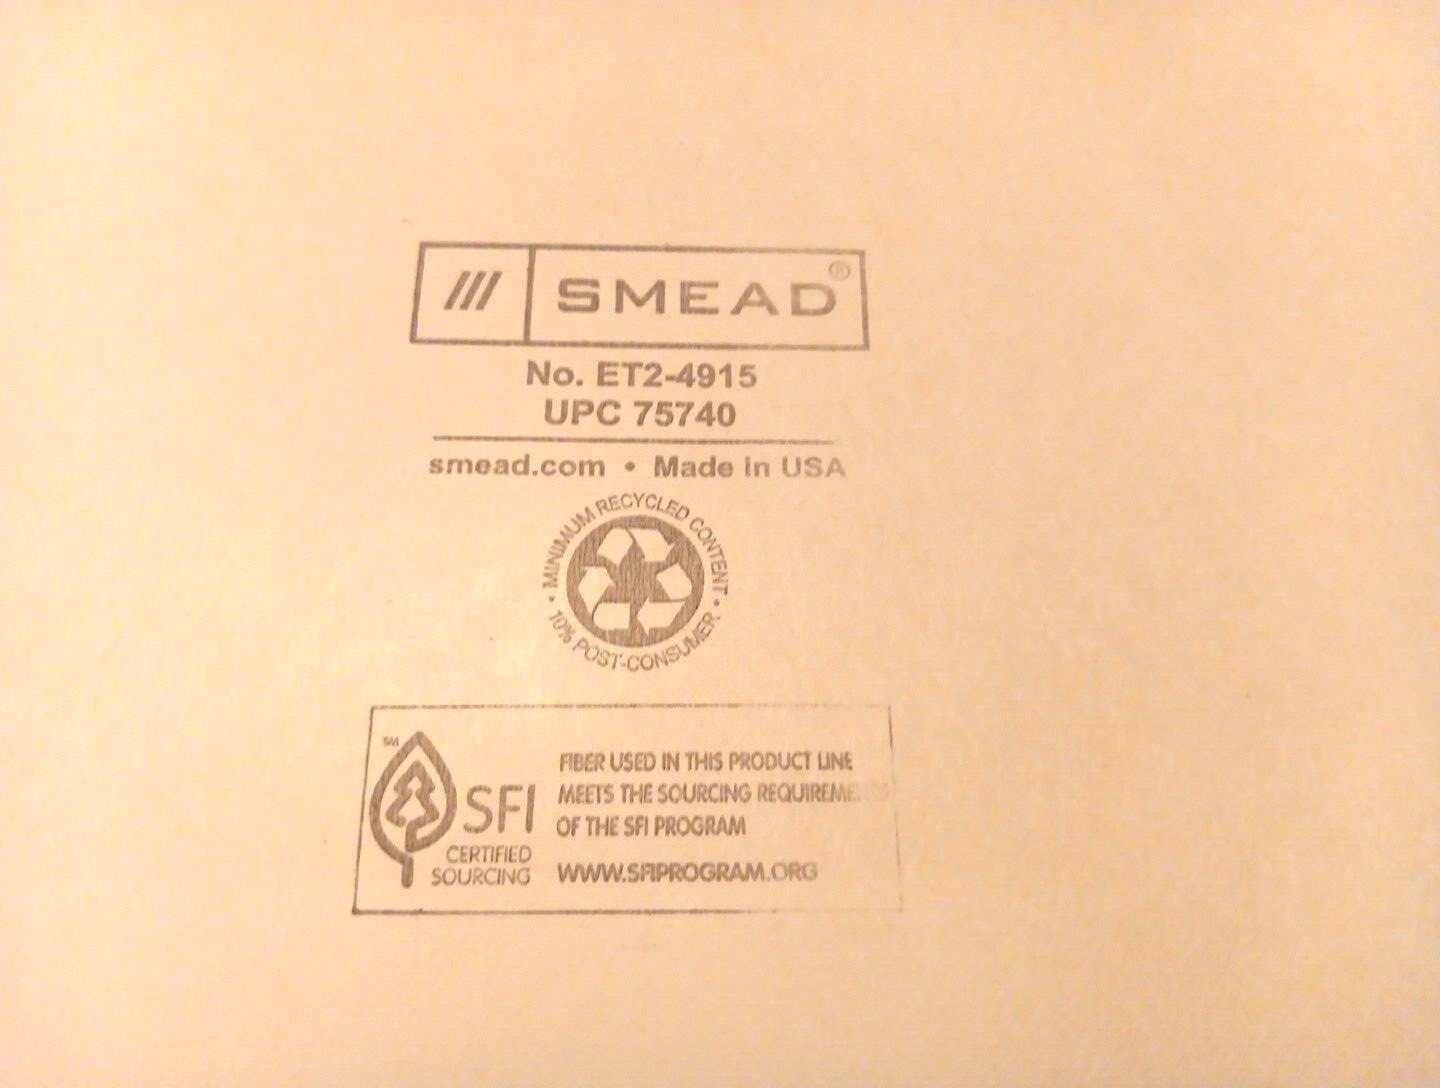 SMEAD®
No. ET2-4915
UPC 75740
smead.com • Made in USA
• MINIMUM RECYCLED CONTENT •
10% POST-CONSUMER
SM
SFI
CERTIFIED
SOURCING
FIBER USED IN THIS PRODUCT LINE
MEETS THE SOURCING REQUIREMENTS
OF THE SFI PROGRAM
WWW.SFIPROGRAM.ORG